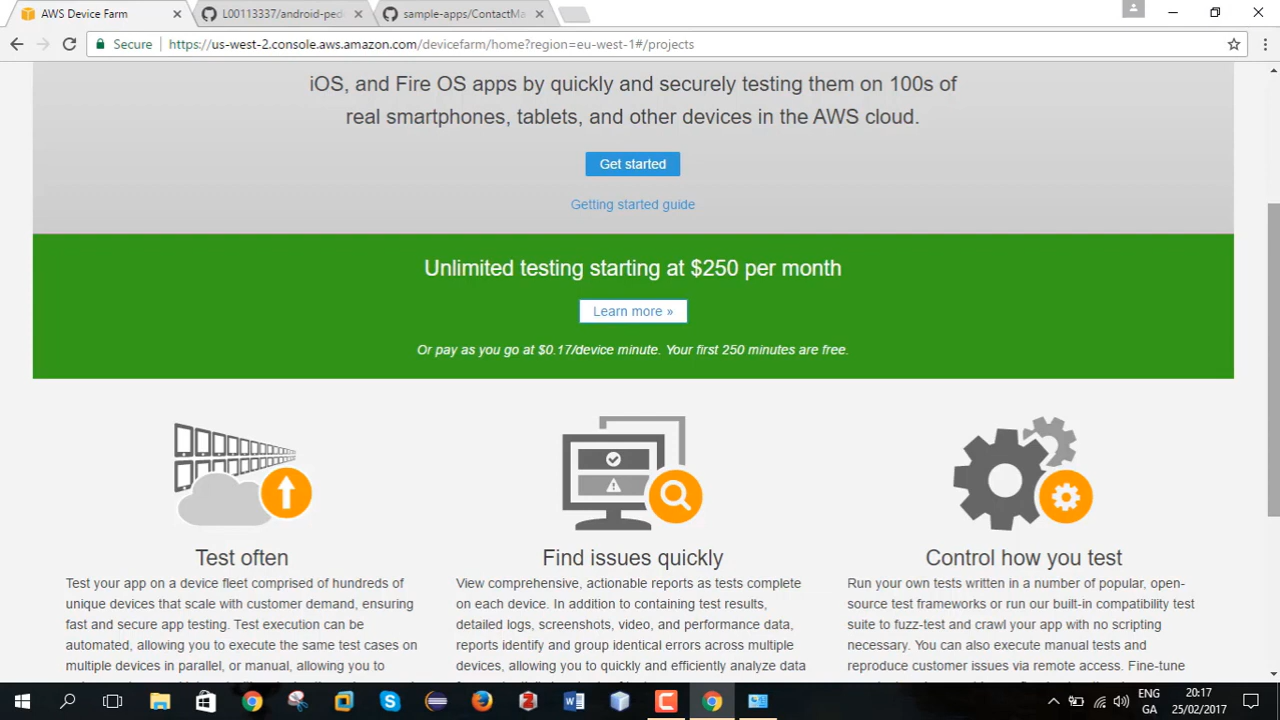 AWS Device Farm
L00113337/android-ped
sample-apps/ContactMa
Secure
https://us-west-2.console.aws.amazon.com/devicefarm/home?region=eu-west-1#/projects
iOS, and Fire OS apps by quickly and securely testing them on 100s of
real smartphones, tablets, and other devices in the AWS cloud.
Get started
Getting started guide
Unlimited testing starting at $250 per month
Learn more »
Or pay as you go at $0.17/device minute. Your first 250 minutes are free.
Test often
Test your app on a device fleet comprised of hundreds of
unique devices that scale with customer demand, ensuring
fast and secure app testing. Test execution can be
automated, allowing you to execute the same test cases on
multiple devices in parallel, or manual, allowing you to
Find issues quickly
View comprehensive, actionable reports as tests complete
on each device. In addition to containing test results,
detailed logs, screenshots, video, and performance data,
reports identify and group identical errors across multiple
devices, allowing you to quickly and efficiently analyze data
Control how you test
Run your own tests written in a number of popular, open-
source test frameworks or run our built-in compatibility test
suite to fuzz-test and crawl your app with no scripting
necessary. You can also execute manual tests and
reproduce customer issues via remote access. Fine-tune
ENG
GA
20:17
25/02/2017